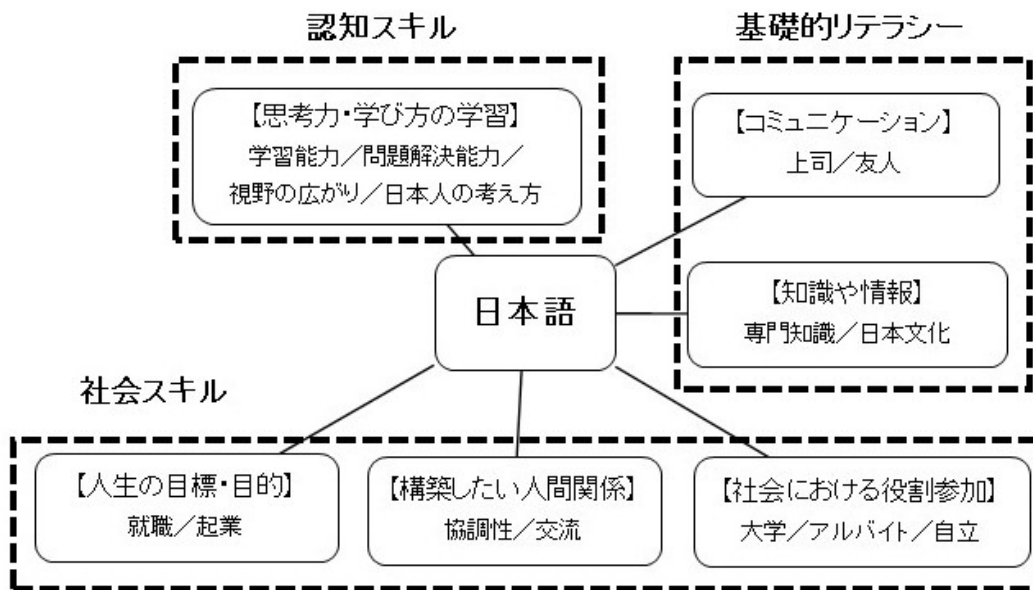 認知スキル
【思考力・学び方の学習】
学習能力／問題解決能力／
視野の広がり／日本人の考え方
基礎的リテラシー
【コミュニケーション】
上司／友人
【知識や情報】
専門知識／日本文化
日本語
社会スキル
【人生の目標・目的】
就職／起業
【構築したい人間関係】
協調性／交流
【社会における役割参加】
大学／アルバイト／自立